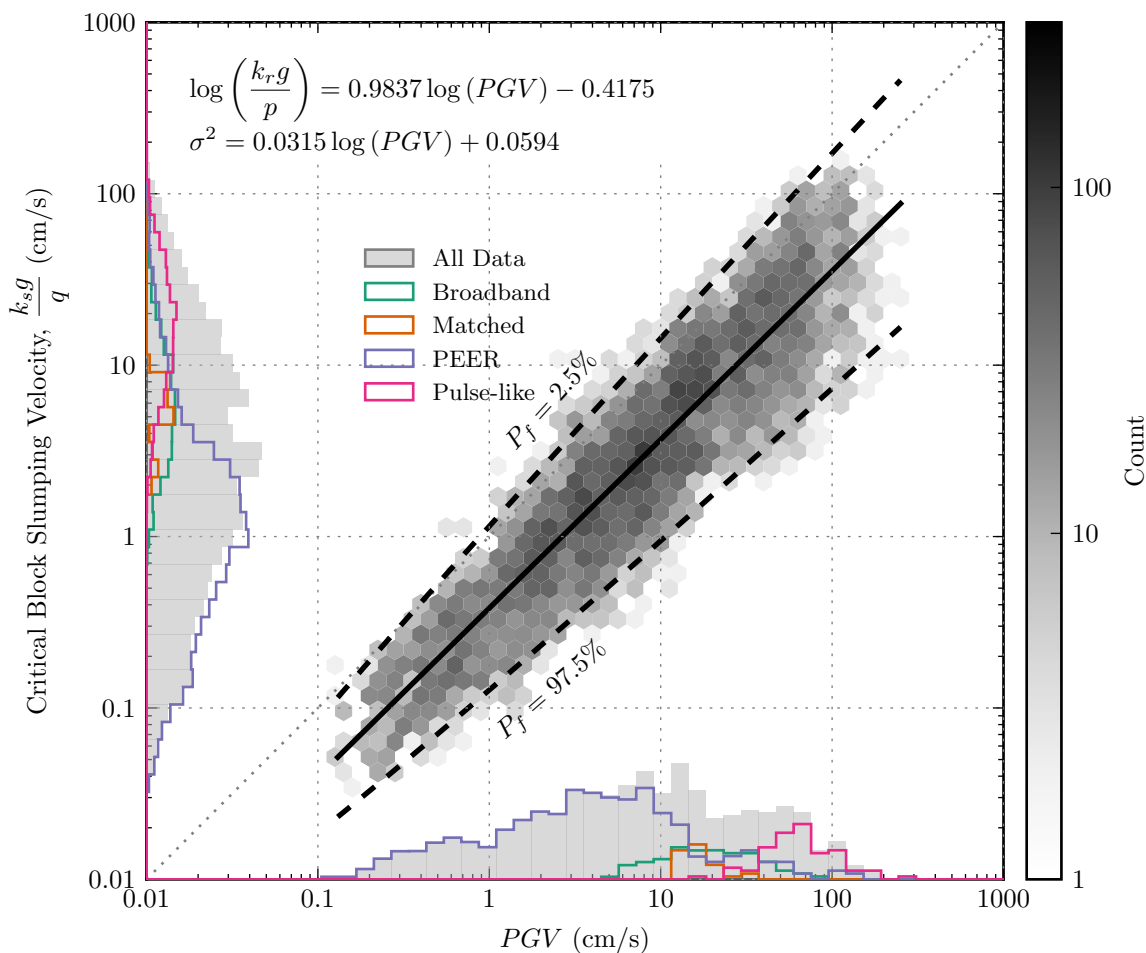 log (k_r g / p) = 0.9837 log (PGV) − 0.4175
σ² = 0.0315 log (PGV) + 0.0594
All Data
Broadband
Matched
PEER
Pulse-like
P_f = 2.5%
P_f = 97.5%
Critical Block Slumping Velocity, k_s g / q (cm/s)
1000
100
10
1
0.1
0.01
0.01 0.1 1 10 100 1000
PGV (cm/s)
100
10
1
Count